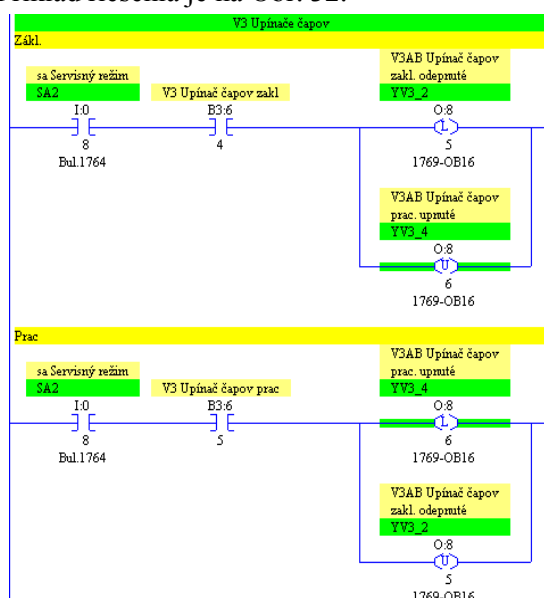 Príklad riešenia je na Obr. 32.
V3 Upínače čapov
Zákl.
V3AB Upínač čapov
sa Servisný režim
zakl. odepnuté
SA2
V3 Upínač čapov zakl
YV3_2
I:0
B3:6
O:8
L
8
4
5
Bul.1764
1769-OB16
V3AB Upínač čapov
prac. upnuté
YV3_4
O:8
U
6
1769-OB16
Prac
V3AB Upínač čapov
sa Servisný režim
prac. upnuté
SA2
V3 Upínač čapov prac
YV3_4
I:0
B3:6
O:8
L
8
5
6
Bul.1764
1769-OB16
V3AB Upínač čapov
zakl. odepnuté
YV3_2
O:8
U
5
1769-OB16